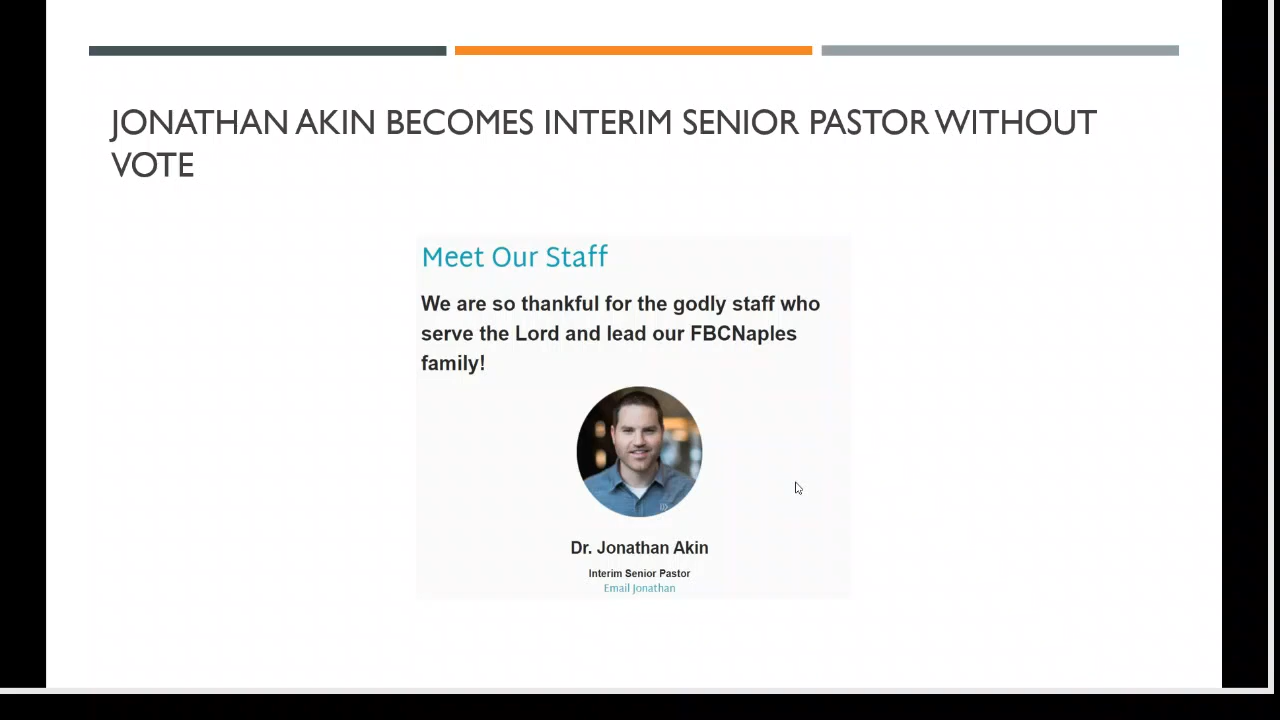 JONATHAN AKIN BECOMES INTERIM SENIOR PASTOR WITHOUT
VOTE
Meet Our Staff
We are so thankful for the godly staff who
serve the Lord and lead our FBCNaples
family!
Dr. Jonathan Akin
Interim Senior Pastor
Email Jonathan